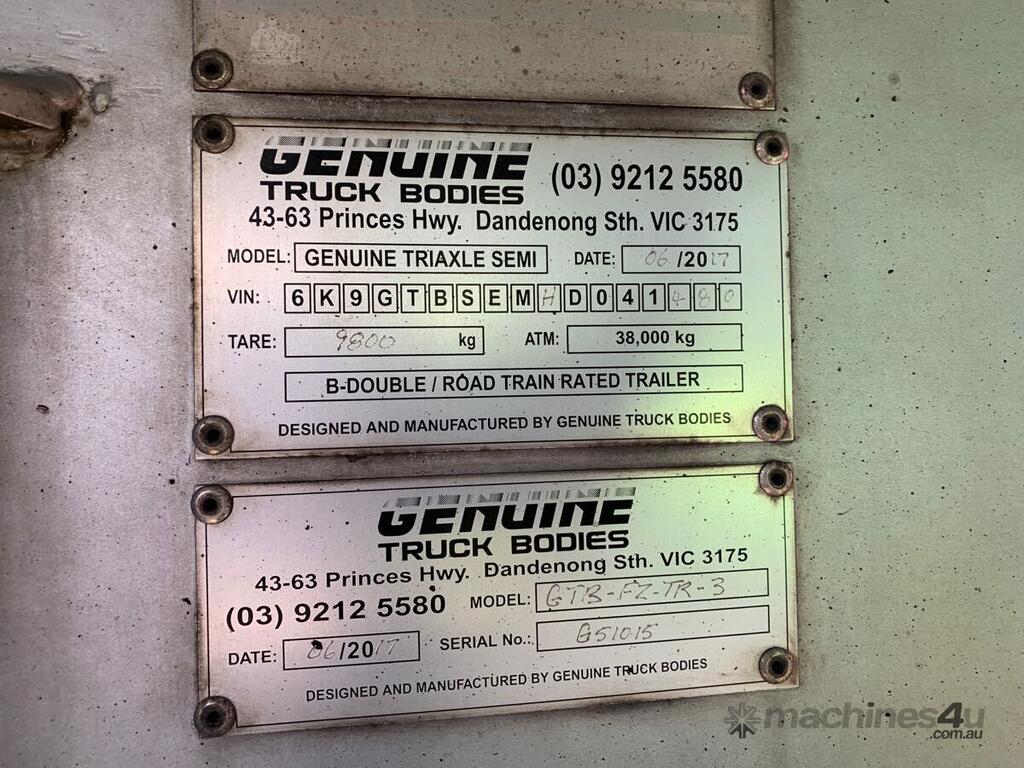 GENUINE
TRUCK BODIES (03) 9212 5580
43-63 Princes Hwy. Dandenong Sth. VIC 3175
MODEL: GENUINE TRIAXLE SEMI DATE: 06/2017
VIN: 6K9GTBSEMHD041480
TARE: 9800 kg ATM: 38,000 kg
B-DOUBLE / ROAD TRAIN RATED TRAILER
DESIGNED AND MANUFACTURED BY GENUINE TRUCK BODIES
GENUINE
TRUCK BODIES
43-63 Princes Hwy. Dandenong Sth. VIC 3175
(03) 9212 5580 MODEL: GTB-FZ-TR-3
DATE: 06/2017 SERIAL No.: G51015
DESIGNED AND MANUFACTURED BY GENUINE TRUCK BODIES
machines4u
.com.au